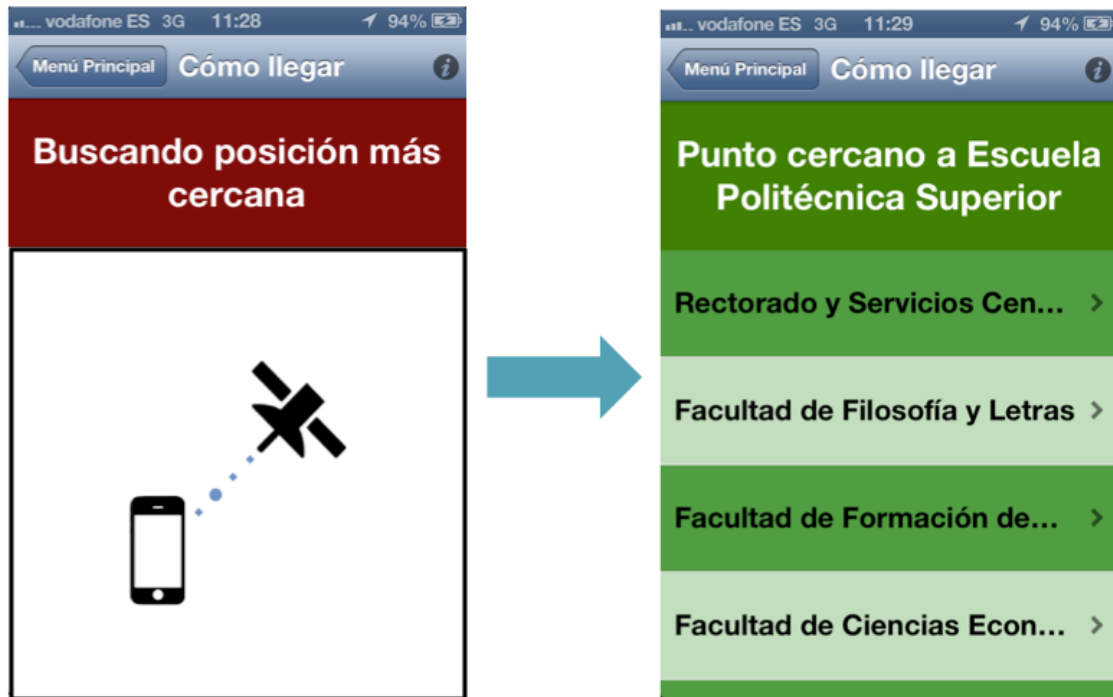 vodafone ES 3G 11:28 94%
Menú Principal Cómo llegar i
Buscando posición más
cercana
vodafone ES 3G 11:29 94%
Menú Principal Cómo llegar i
Punto cercano a Escuela
Politécnica Superior
Rectorado y Servicios Cen...
Facultad de Filosofía y Letras
Facultad de Formación de...
Facultad de Ciencias Econ...